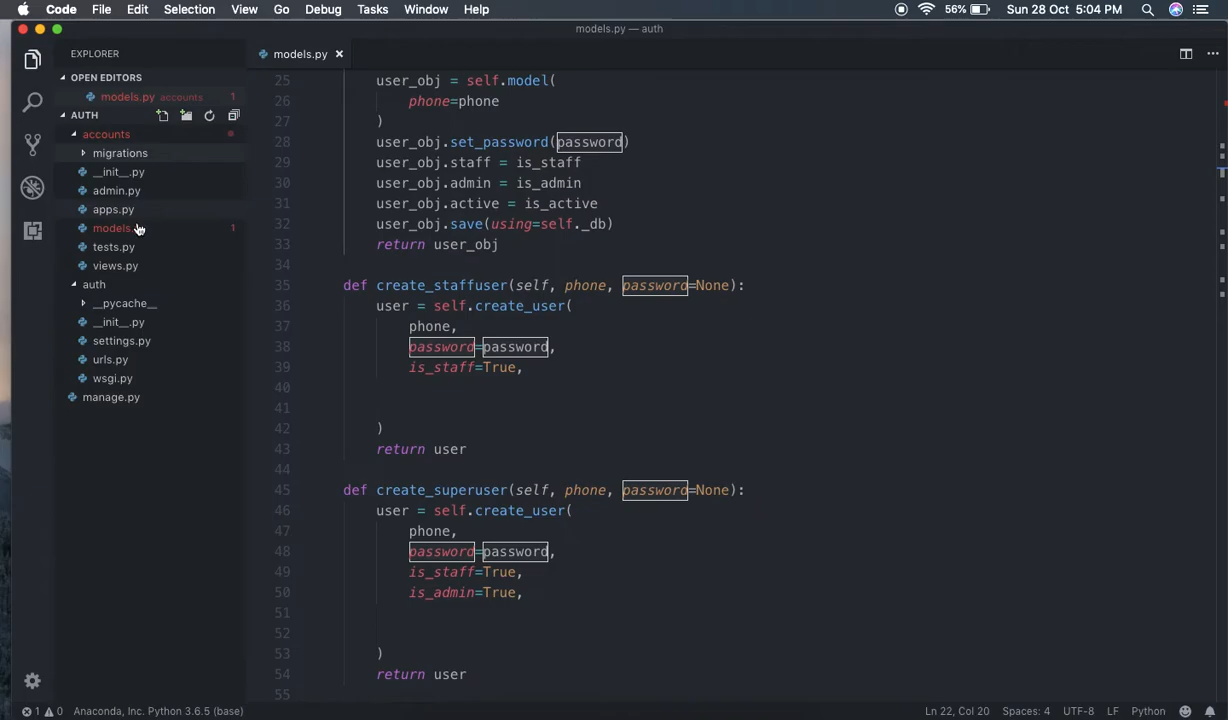 Code File Edit Selection View Go Debug Tasks Window Help 56% Sun 28 Oct 5:04 PM
models.py — auth
EXPLORER
OPEN EDITORS
models.py accounts 1
AUTH
accounts
migrations
__init__.py
admin.py
apps.py
models. 1
tests.py
views.py
auth
__pycache__
__init__.py
settings.py
urls.py
wsgi.py
manage.py
models.py ×
25 user_obj = self.model(
26 phone=phone
27 )
28 user_obj.set_password(password)
29 user_obj.staff = is_staff
30 user_obj.admin = is_admin
31 user_obj.active = is_active
32 user_obj.save(using=self._db)
33 return user_obj
34
35 def create_staffuser(self, phone, password=None):
36 user = self.create_user(
37 phone,
38 password=password,
39 is_staff=True,
40
41
42 )
43 return user
44
45 def create_superuser(self, phone, password=None):
46 user = self.create_user(
47 phone,
48 password=password,
49 is_staff=True,
50 is_admin=True,
51
52
53 )
54 return user
55
1 0 Anaconda, Inc. Python 3.6.5 (base) Ln 22, Col 20 Spaces: 4 UTF-8 LF Python